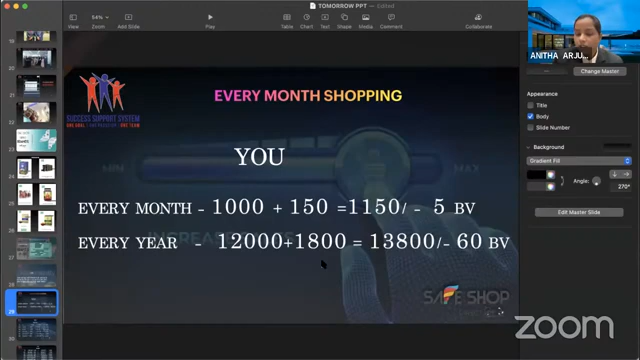 TOMORROW PPT — Edited
54%
View
Zoom
Add Slide
Play
Table
Chart
Text
Shape
Media
Comment
Collaborate
ANITHA ARJU...
Change Master
Appearance
Title
Body
Slide Number
Background
Gradient Fill
Angle:
270°
Edit Master Slide
SUCCESS SUPPORT SYSTEM
EVERY MONTH SHOPPING
MIN
MAX
YOU
EVERY MONTH – 1000 + 150 =1150/ – 5 BV
EVERY YEAR – 12000+1800 = 13800/– 60 BV
SAFE SHOP
zoom